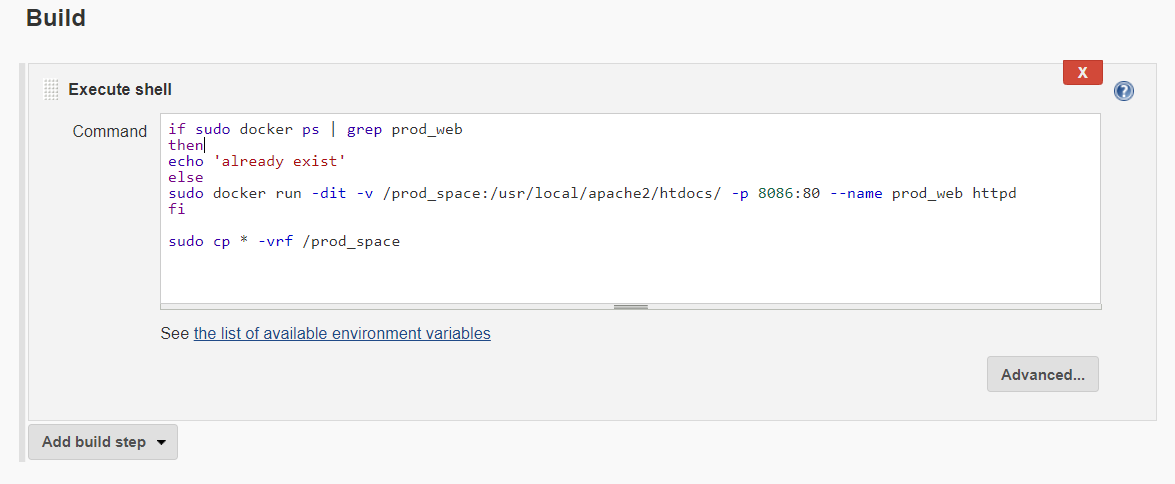 Build
Execute shell
X
?
Command
if sudo docker ps | grep prod_web
then
echo 'already exist'
else
sudo docker run -dit -v /prod_space:/usr/local/apache2/htdocs/ -p 8086:80 --name prod_web httpd
fi
sudo cp * -vrf /prod_space
See the list of available environment variables
Advanced...
Add build step